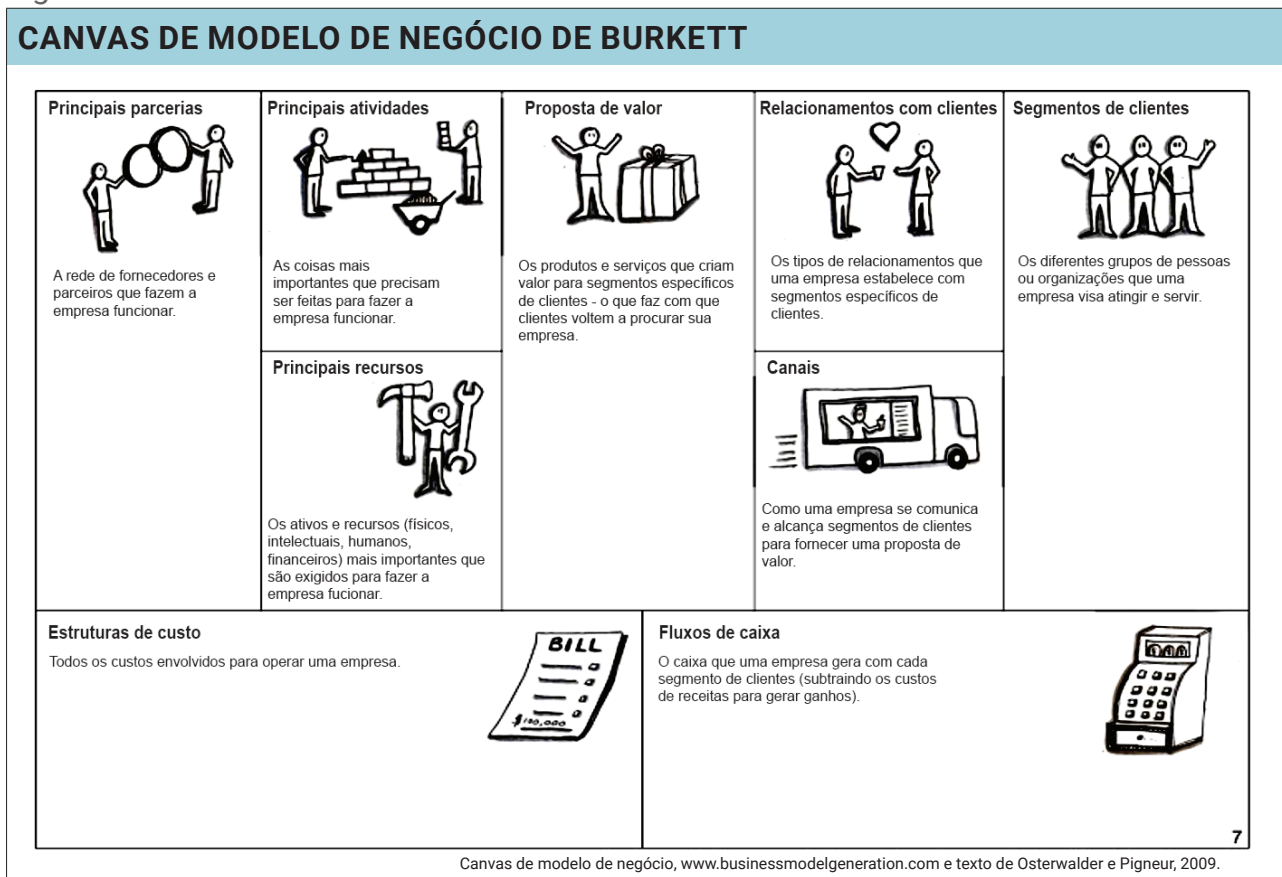 CANVAS DE MODELO DE NEGÓCIO DE BURKETT
Principais parcerias
A rede de fornecedores e
parceiros que fazem a
empresa funcionar.
Principais atividades
As coisas mais
importantes que precisam
ser feitas para fazer a
empresa funcionar.
Principais recursos
Os ativos e recursos (físicos,
intelectuais, humanos,
financeiros) mais importantes que
são exigidos para fazer a
empresa fucionar.
Proposta de valor
Os produtos e serviços que criam
valor para segmentos específicos
de clientes - o que faz com que
clientes voltem a procurar sua
empresa.
Relacionamentos com clientes
Os tipos de relacionamentos que
uma empresa estabelece com
segmentos específicos de
clientes.
Canais
Como uma empresa se comunica
e alcança segmentos de clientes
para fornecer uma proposta de
valor.
Segmentos de clientes
Os diferentes grupos de pessoas
ou organizações que uma
empresa visa atingir e servir.
Estruturas de custo
Todos os custos envolvidos para operar uma empresa.
BILL
$100,000
Fluxos de caixa
O caixa que uma empresa gera com cada
segmento de clientes (subtraindo os custos
de receitas para gerar ganhos).
7
Canvas de modelo de negócio, www.businessmodelgeneration.com e texto de Osterwalder e Pigneur, 2009.